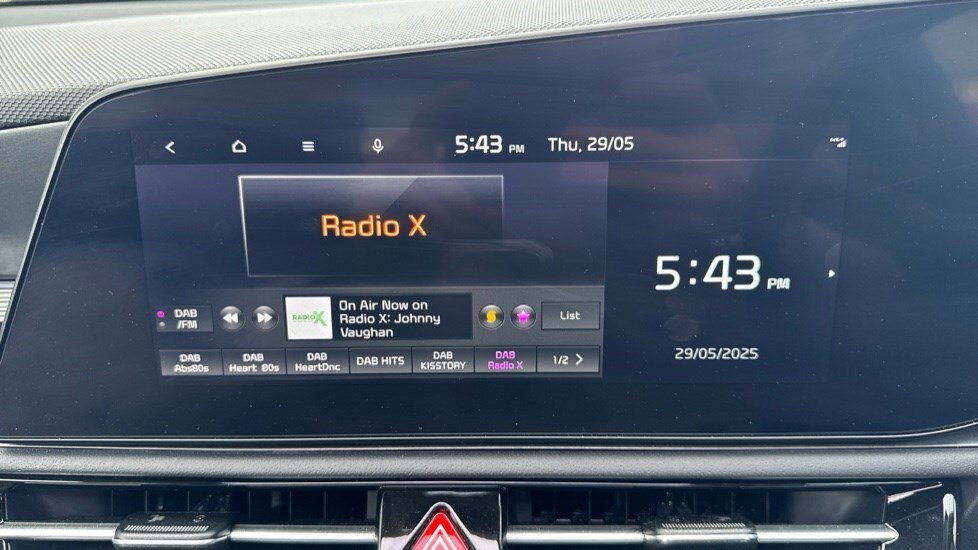 5:43 PM Thu, 29/05
Radio X
5:43 PM
29/05/2025
DAB
/FM
RADIO X
On Air Now on
Radio X: Johnny
Vaughan
List
DAB
Abs80s
DAB
Heart 80s
DAB
HeartDnc
DAB HITS
DAB
KISSTORY
DAB
Radio X
1/2